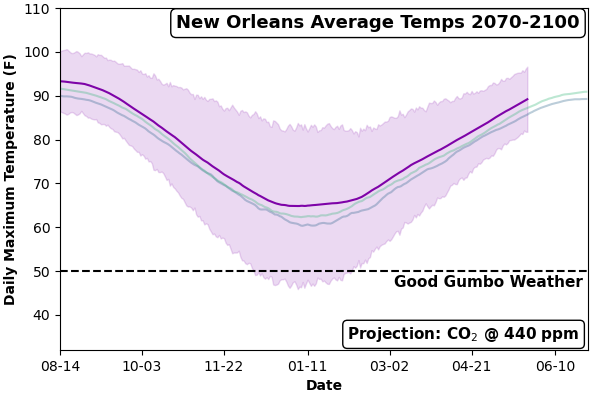 New Orleans Average Temps 2070-2100
Daily Maximum Temperature (F)
110
100
90
80
70
60
50
40
Good Gumbo Weather
Projection: CO₂ @ 440 ppm
08-14 10-03 11-22 01-11 03-02 04-21 06-10
Date